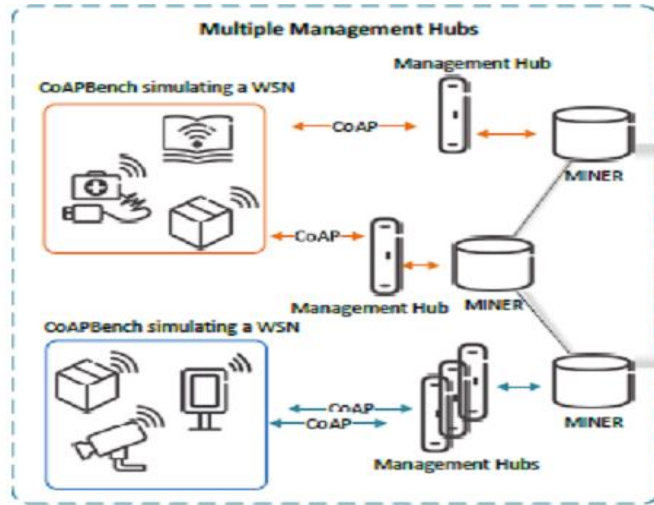 Multiple Management Hubs
Management Hub
CoAPBench simulating a WSN
CoAP
MINER
CoAP
Management Hub
MINER
CoAPBench simulating a WSN
CoAP
CoAP
MINER
Management Hubs